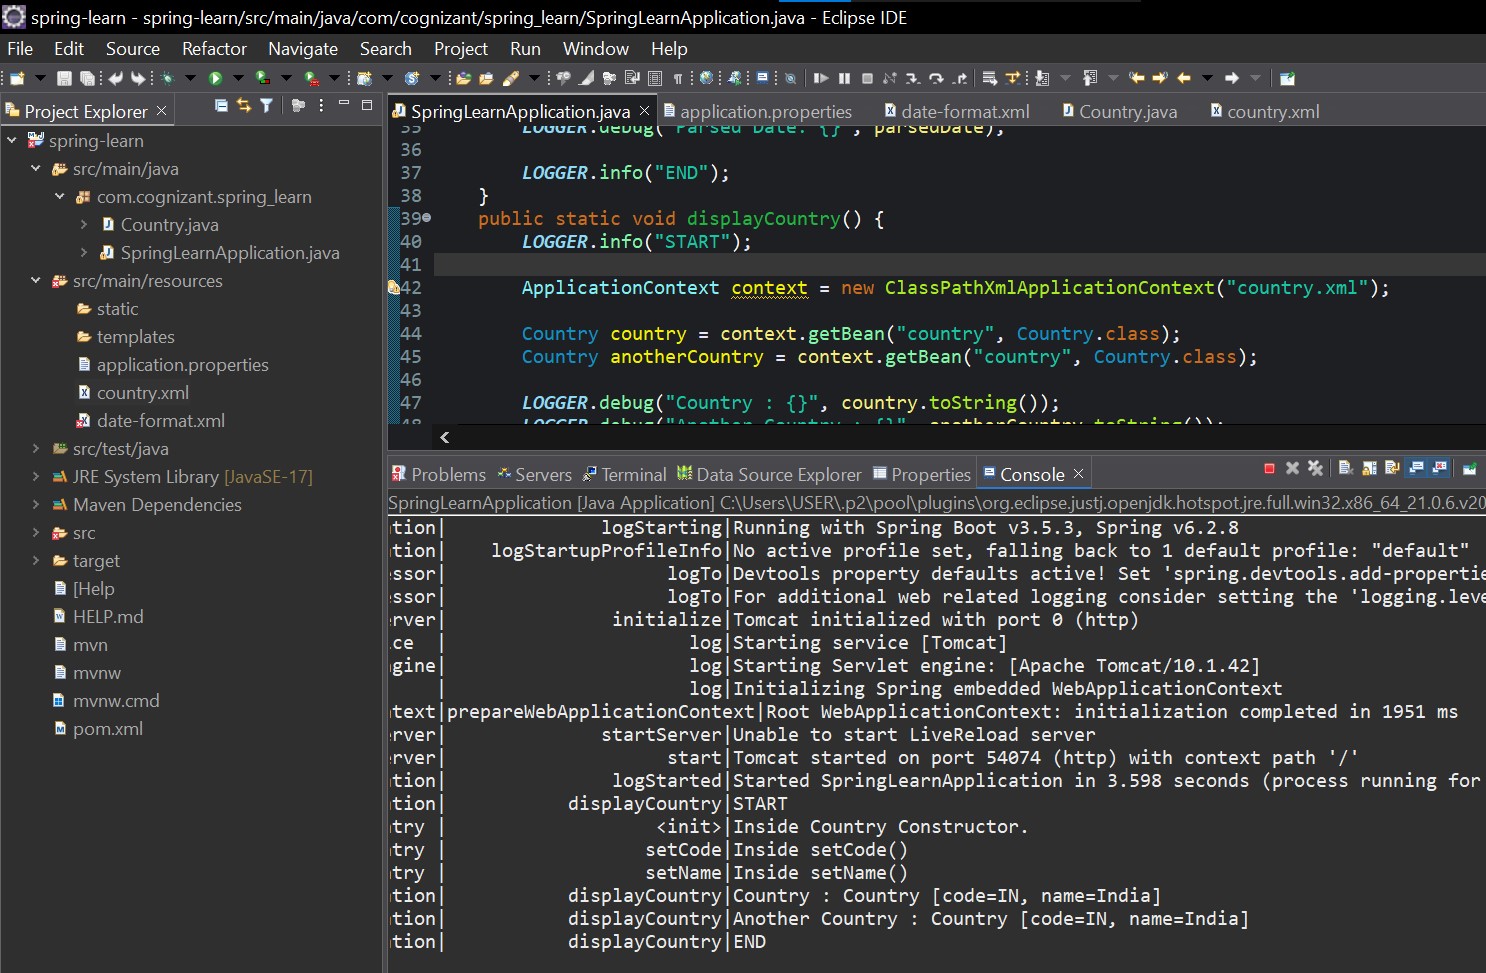 spring-learn - spring-learn/src/main/java/com/cognizant/spring_learn/SpringLearnApplication.java - Eclipse IDE
File Edit Source Refactor Navigate Search Project Run Window Help
Project Explorer
spring-learn
src/main/java
com.cognizant.spring_learn
Country.java
SpringLearnApplication.java
src/main/resources
static
templates
application.properties
country.xml
date-format.xml
src/test/java
JRE System Library [JavaSE-17]
Maven Dependencies
src
target
[Help
HELP.md
mvn
mvnw
mvnw.cmd
pom.xml
SpringLearnApplication.java application.properties date-format.xml Country.java country.xml
35 LOGGER.debug("Parsed Date: {}", parsedDate);
36
37 LOGGER.info("END");
38 }
39 public static void displayCountry() {
40 LOGGER.info("START");
41
42 ApplicationContext context = new ClassPathXmlApplicationContext("country.xml");
43
44 Country country = context.getBean("country", Country.class);
45 Country anotherCountry = context.getBean("country", Country.class);
46
47 LOGGER.debug("Country : {}", country.toString());
48 LOGGER.debug("Another Country : {}", anotherCountry.toString());
Problems Servers Terminal Data Source Explorer Properties Console
SpringLearnApplication [Java Application] C:\Users\USER\.p2\pool\plugins\org.eclipse.justj.openjdk.hotspot.jre.full.win32.x86_64_21.0.6.v20
tion| logStarting|Running with Spring Boot v3.5.3, Spring v6.2.8
tion| logStartupProfileInfo|No active profile set, falling back to 1 default profile: "default"
ssor| logTo|Devtools property defaults active! Set 'spring.devtools.add-propertie
ssor| logTo|For additional web related logging consider setting the 'logging.leve
rver| initialize|Tomcat initialized with port 0 (http)
ice | log|Starting service [Tomcat]
ngine| log|Starting Servlet engine: [Apache Tomcat/10.1.42]
| log|Initializing Spring embedded WebApplicationContext
text|prepareWebApplicationContext|Root WebApplicationContext: initialization completed in 1951 ms
rver| startServer|Unable to start LiveReload server
rver| start|Tomcat started on port 54074 (http) with context path '/'
tion| logStarted|Started SpringLearnApplication in 3.598 seconds (process running for
tion| displayCountry|START
ntry | <init>|Inside Country Constructor.
ntry | setCode|Inside setCode()
ntry | setName|Inside setName()
tion| displayCountry|Country : Country [code=IN, name=India]
tion| displayCountry|Another Country : Country [code=IN, name=India]
tion| displayCountry|END